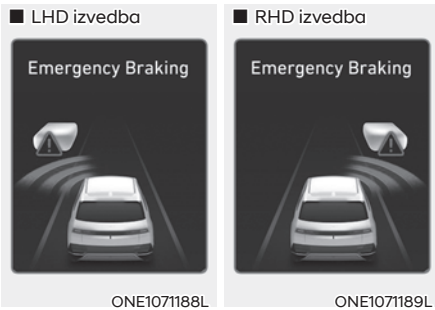 ■ LHD izvedba
Emergency Braking
ONE1071188L
■ RHD izvedba
Emergency Braking
ONE1071189L